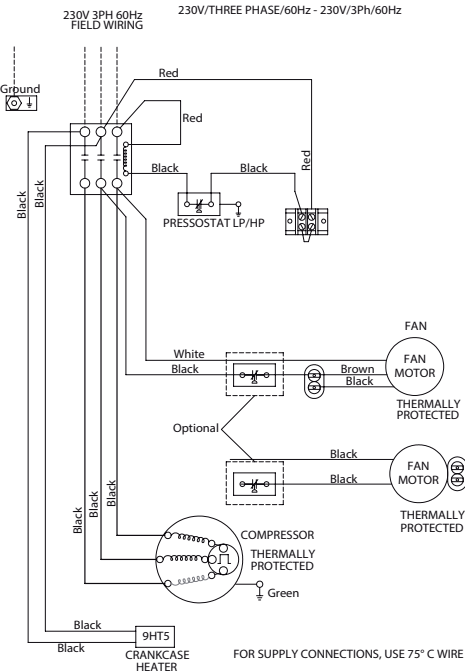 230V 3PH 60Hz
FIELD WIRING
230V/THREE PHASE/60Hz - 230V/3Ph/60Hz
Ground
Red
Red
Black
Black
Red
Black
Black
PRESSOSTAT LP/HP
FAN
White
Black
FAN
MOTOR
Brown
Black
THERMALLY
PROTECTED
Optional
Black
Black
FAN
MOTOR
THERMALLY
PROTECTED
Black
Black
Black
COMPRESSOR
THERMALLY
PROTECTED
Green
Black
Black
9HT5
CRANKCASE
HEATER
FOR SUPPLY CONNECTIONS, USE 75° C WIRE